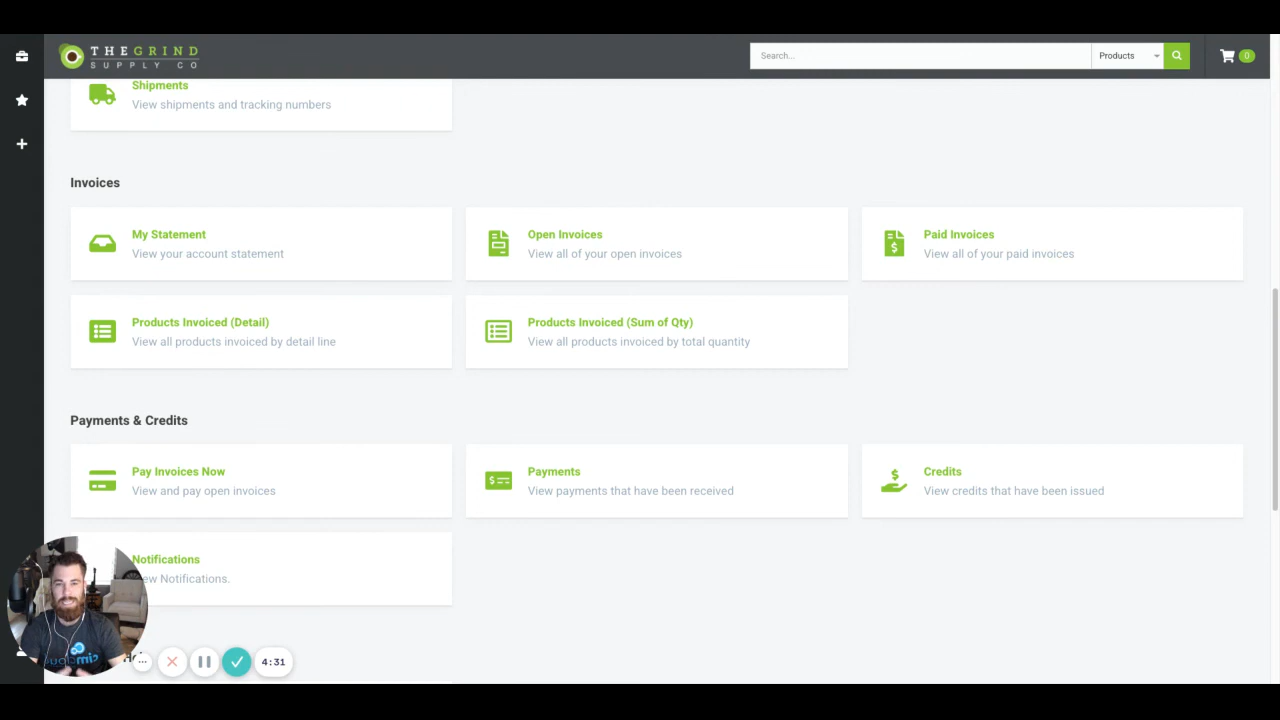 THEGRIND
SUPPLY CO
Search...
Products
0
Shipments
View shipments and tracking numbers
Invoices
My Statement
View your account statement
Open Invoices
View all of your open invoices
Paid Invoices
View all of your paid invoices
Products Invoiced (Detail)
View all products invoiced by detail line
Products Invoiced (Sum of Qty)
View all products invoiced by total quantity
Payments & Credits
Pay Invoices Now
View and pay open invoices
Payments
View payments that have been received
Credits
View credits that have been issued
Notifications
ew Notifications.
4:31